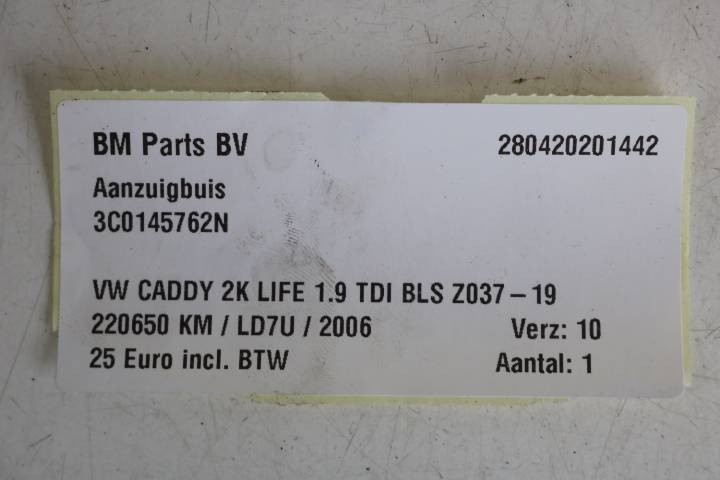 BM Parts BV 280420201442
Aanzuigbuis
3C0145762N
VW CADDY 2K LIFE 1.9 TDI BLS Z037 – 19
220650 KM / LD7U / 2006 Verz: 10
25 Euro incl. BTW Aantal: 1